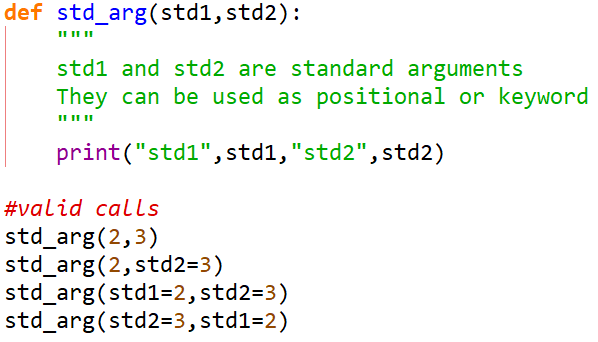 def std_arg(std1,std2):
    """
    std1 and std2 are standard arguments
    They can be used as positional or keyword
    """
    print("std1",std1,"std2",std2)
#valid calls
std_arg(2,3)
std_arg(2,std2=3)
std_arg(std1=2,std2=3)
std_arg(std2=3,std1=2)